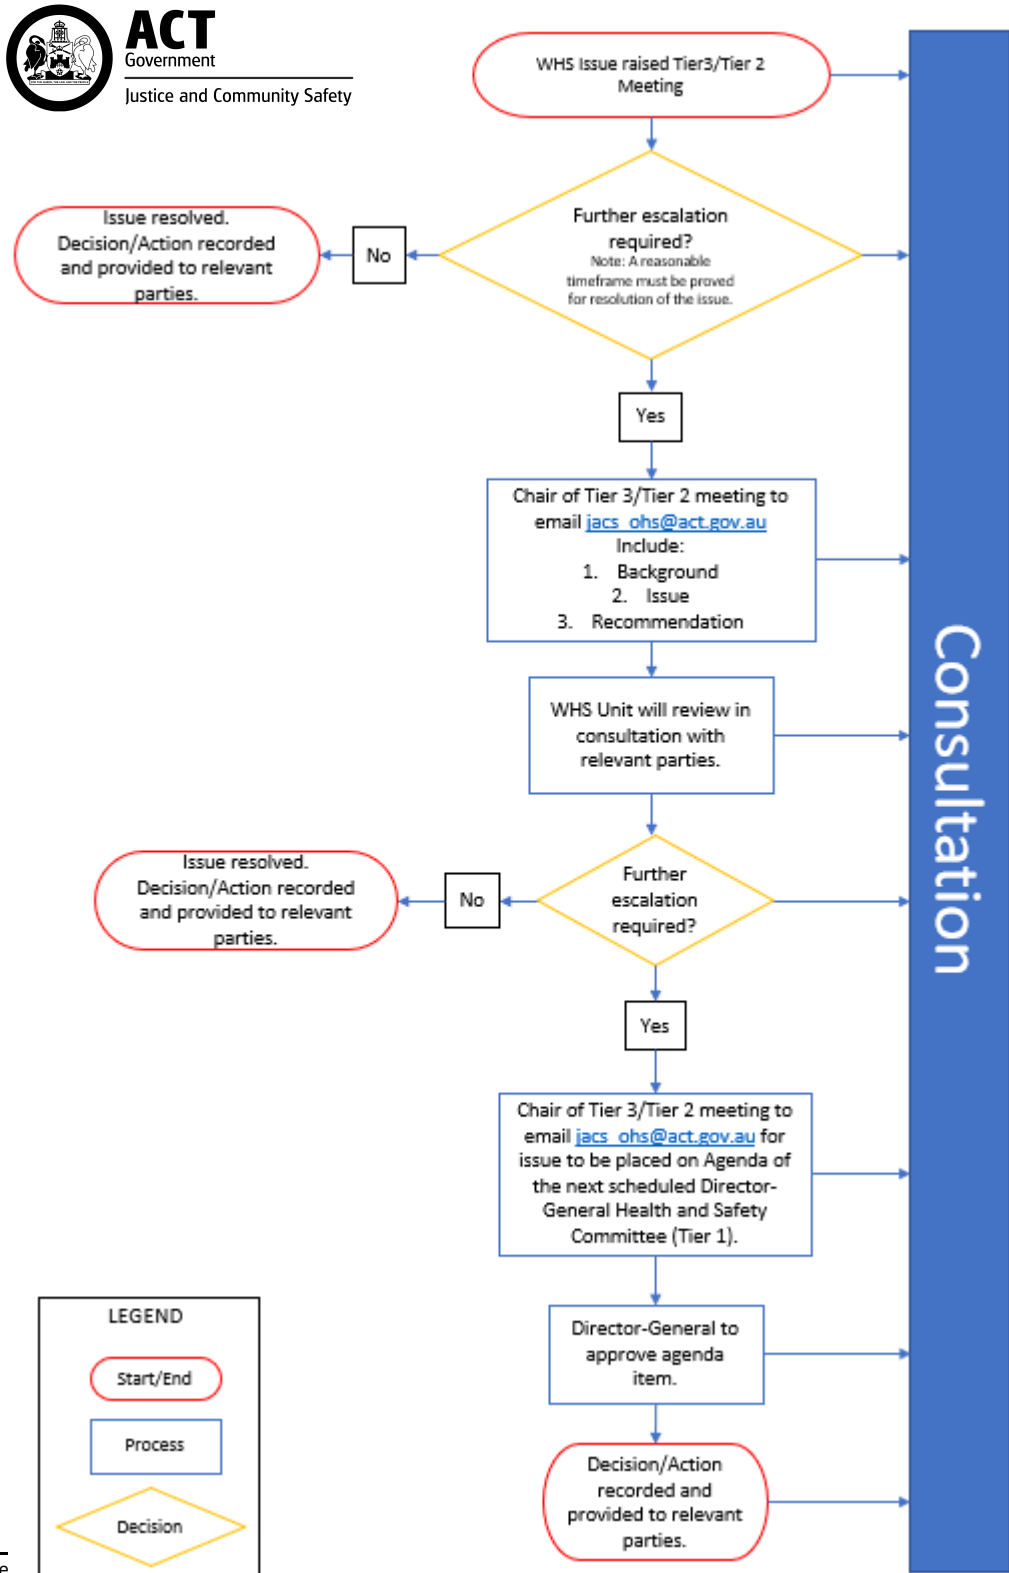 ACT
Government
Justice and Community Safety
WHS Issue raised Tier3/Tier 2
Meeting
Further escalation
required?
Note: A reasonable
timeframe must be proved
for resolution of the issue.
No
Issue resolved.
Decision/Action recorded
and provided to relevant
parties.
Yes
Chair of Tier 3/Tier 2 meeting to
email jacs_ohs@act.gov.au
Include:
1. Background
2. Issue
3. Recommendation
WHS Unit will review in
consultation with
relevant parties.
Further
escalation
required?
No
Issue resolved.
Decision/Action recorded
and provided to relevant
parties.
Yes
Chair of Tier 3/Tier 2 meeting to
email jacs_ohs@act.gov.au for
issue to be placed on Agenda of
the next scheduled Director-
General Health and Safety
Committee (Tier 1).
Director-General to
approve agenda
item.
Decision/Action
recorded and
provided to relevant
parties.
Consultation
LEGEND
Start/End
Process
Decision